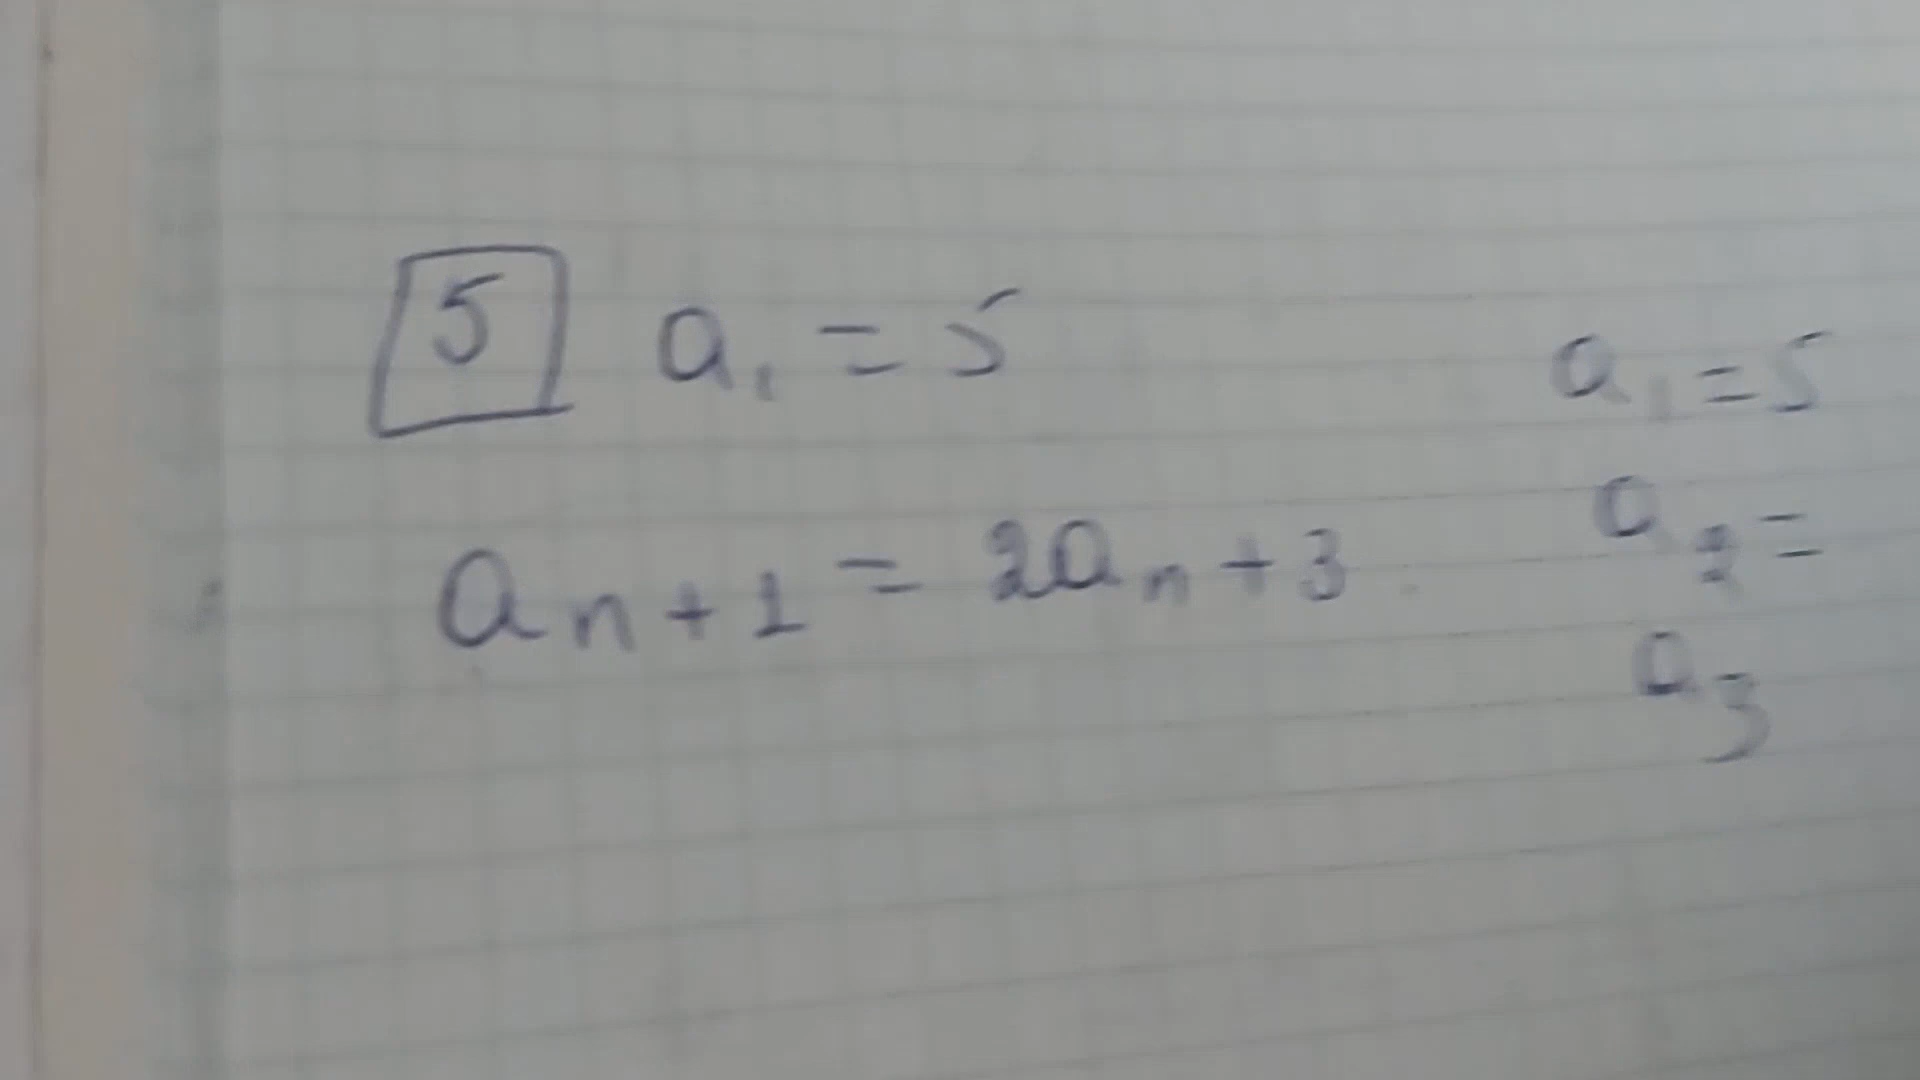 5 a₁ = 5
aₙ₊₁ = 2aₙ + 3
a₁ = 5
a₂ =
a₃